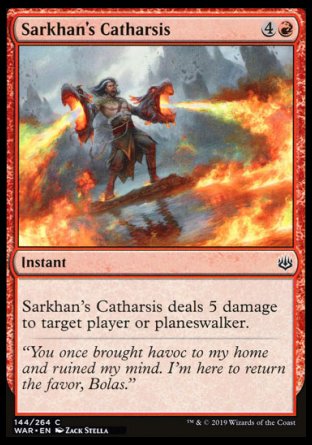 Sarkhan's Catharsis 4
Instant
Sarkhan's Catharsis deals 5 damage
to target player or planeswalker.
"You once brought havoc to my home
and ruined my mind. I'm here to return
the favor, Bolas."
144/264 C
WAR • EN Zack Stella
™ & © 2019 Wizards of the Coast